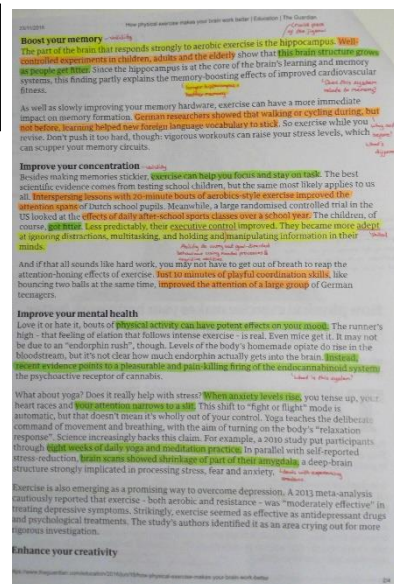 How physical exercise makes your brain work better | Education | The Guardian
Boost your memory
The part of the brain that responds strongly to aerobic exercise is the hippocampus. Well-
controlled experiments in children, adults and the elderly show that this brain structure grows
as people get fitter. Since the hippocampus is at the core of the brain's learning and memory
systems, this finding partly explains the memory-boosting effects of improved cardiovascular
fitness.
As well as slowly improving your memory hardware, exercise can have a more immediate
impact on memory formation. German researchers showed that walking or cycling during, but
not before, learning helped new foreign language vocabulary to stick. So exercise while you
revise. Don't push it too hard, though: vigorous workouts can raise your stress levels, which
can scupper your memory circuits.
Improve your concentration
Besides making memories stickier, exercise can help you focus and stay on task. The best
scientific evidence comes from testing school children, but the same most likely applies to us
all. Interspersing lessons with 20-minute bouts of aerobics-style exercise improved the
attention spans of Dutch school pupils. Meanwhile, a large randomised controlled trial in the
US looked at the effects of daily after-school sports classes over a school year. The children, of
course, got fitter. Less predictably, their executive control improved. They became more adept
at ignoring distractions, multitasking, and holding and manipulating information in their
minds.
And if that all sounds like hard work, you may not have to get out of breath to reap the
attention-honing effects of exercise. Just 10 minutes of playful coordination skills, like
bouncing two balls at the same time, improved the attention of a large group of German
teenagers.
Improve your mental health
Love it or hate it, bouts of physical activity can have potent effects on your mood. The runner's
high - that feeling of elation that follows intense exercise - is real. Even mice get it. It may not
be due to an "endorphin rush", though. Levels of the body's homemade opiate do rise in the
bloodstream, but it's not clear how much endorphin actually gets into the brain. Instead,
recent evidence points to a pleasurable and pain-killing firing of the endocannabinoid system:
the psychoactive receptor of cannabis.
What about yoga? Does it really help with stress? When anxiety levels rise, you tense up, your
heart races and your attention narrows to a slit. This shift to "fight or flight" mode is
automatic, but that doesn't mean it's wholly out of your control. Yoga teaches the deliberate
command of movement and breathing, with the aim of turning on the body's "relaxation
response". Science increasingly backs this claim. For example, a 2010 study put participants
through eight weeks of daily yoga and meditation practice. In parallel with self-reported
stress-reduction, brain scans showed shrinkage of part of their amygdala, a deep-brain
structure strongly implicated in processing stress, fear and anxiety.
Exercise is also emerging as a promising way to overcome depression. A 2013 meta-analysis
cautiously reported that exercise - both aerobic and resistance - was "moderately effective" in
treating depressive symptoms. Strikingly, exercise seemed as effective as antidepressant drugs
and psychological treatments. The study's authors identified it as an area crying out for more
rigorous investigation.
Enhance your creativity
2/4